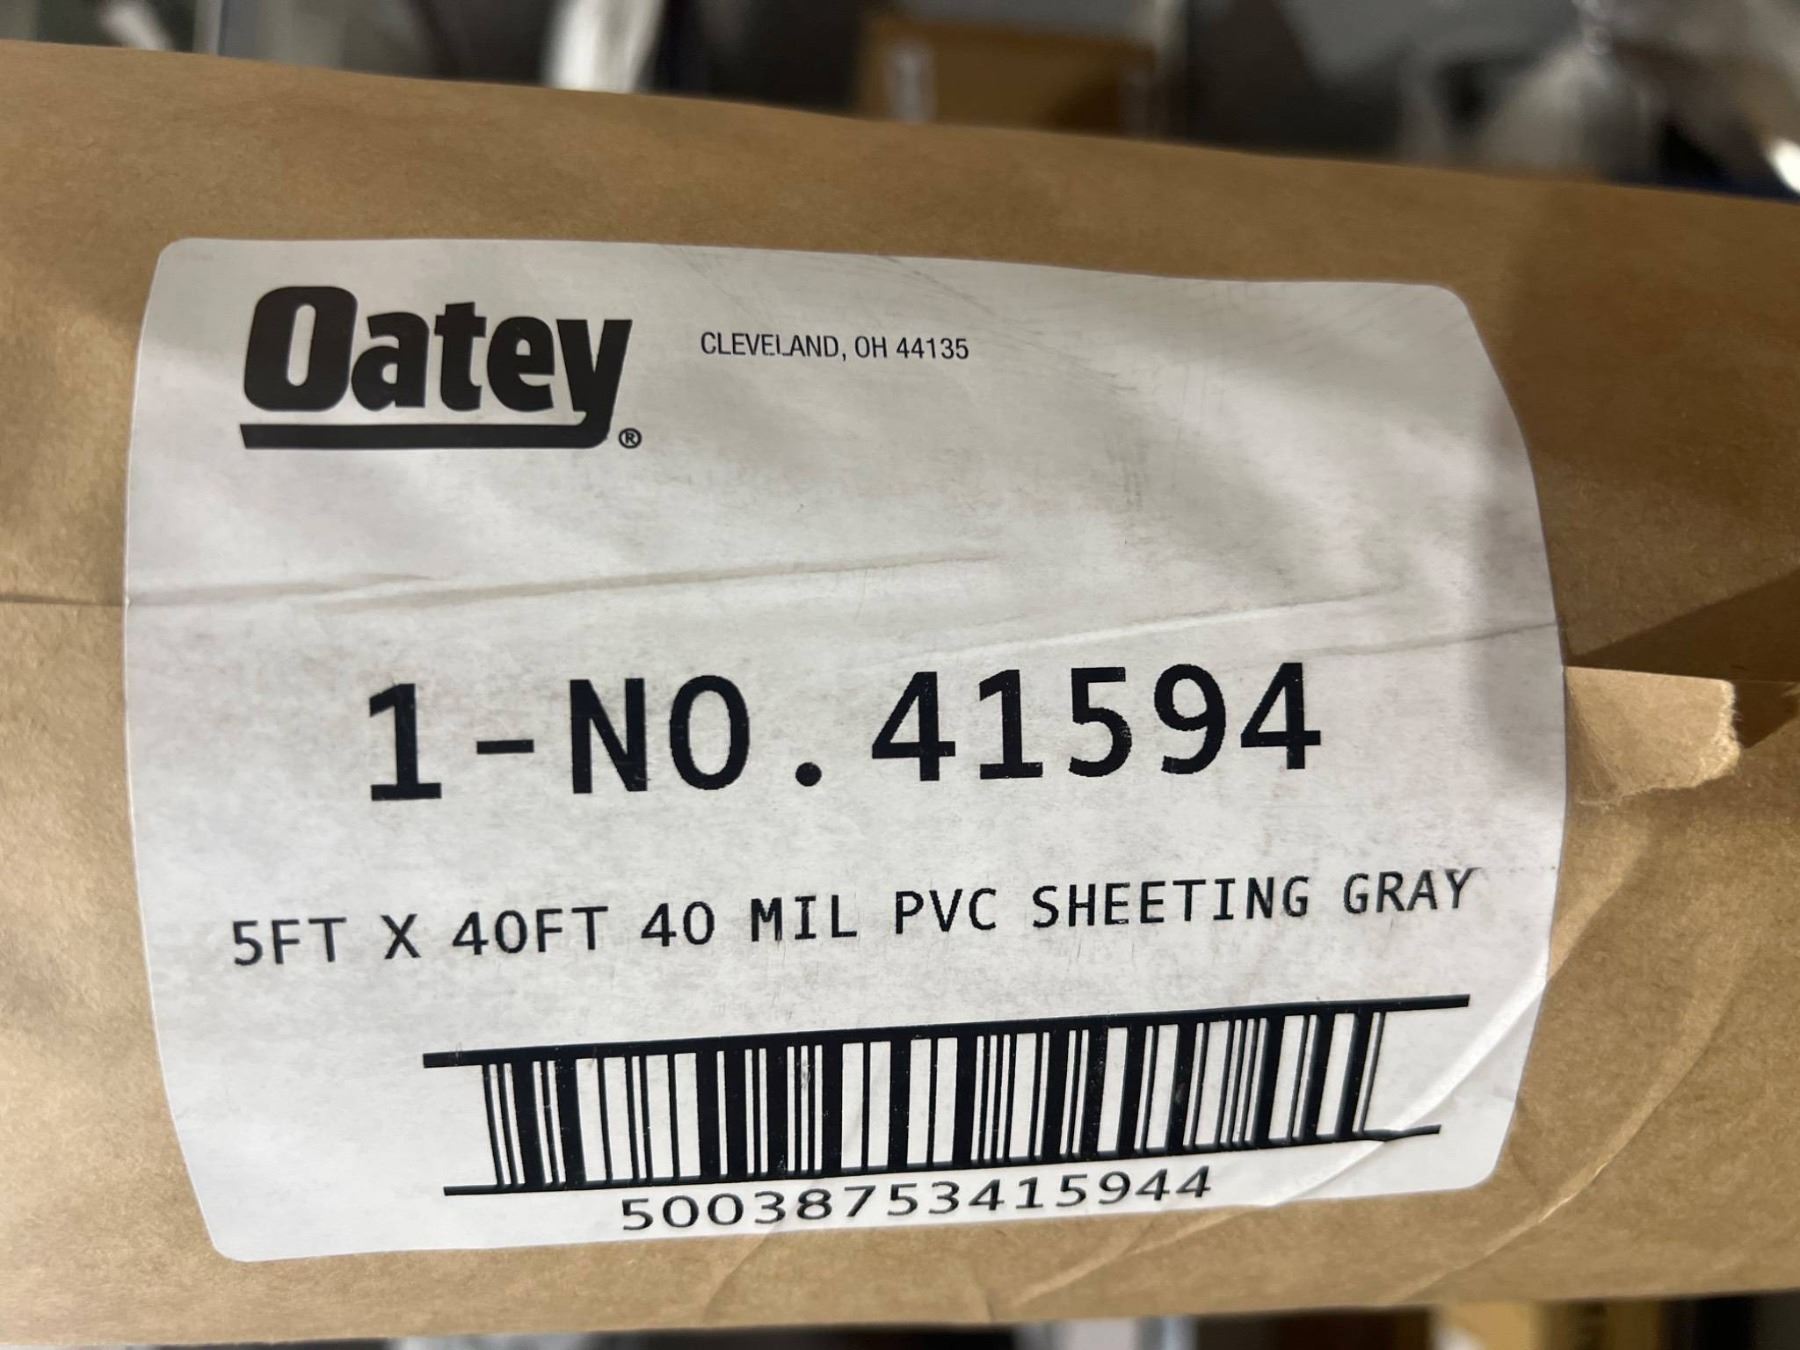 Oatey®
CLEVELAND, OH 44135
1-NO. 41594
5FT X 40FT 40 MIL PVC SHEETING GRAY
50038753415944